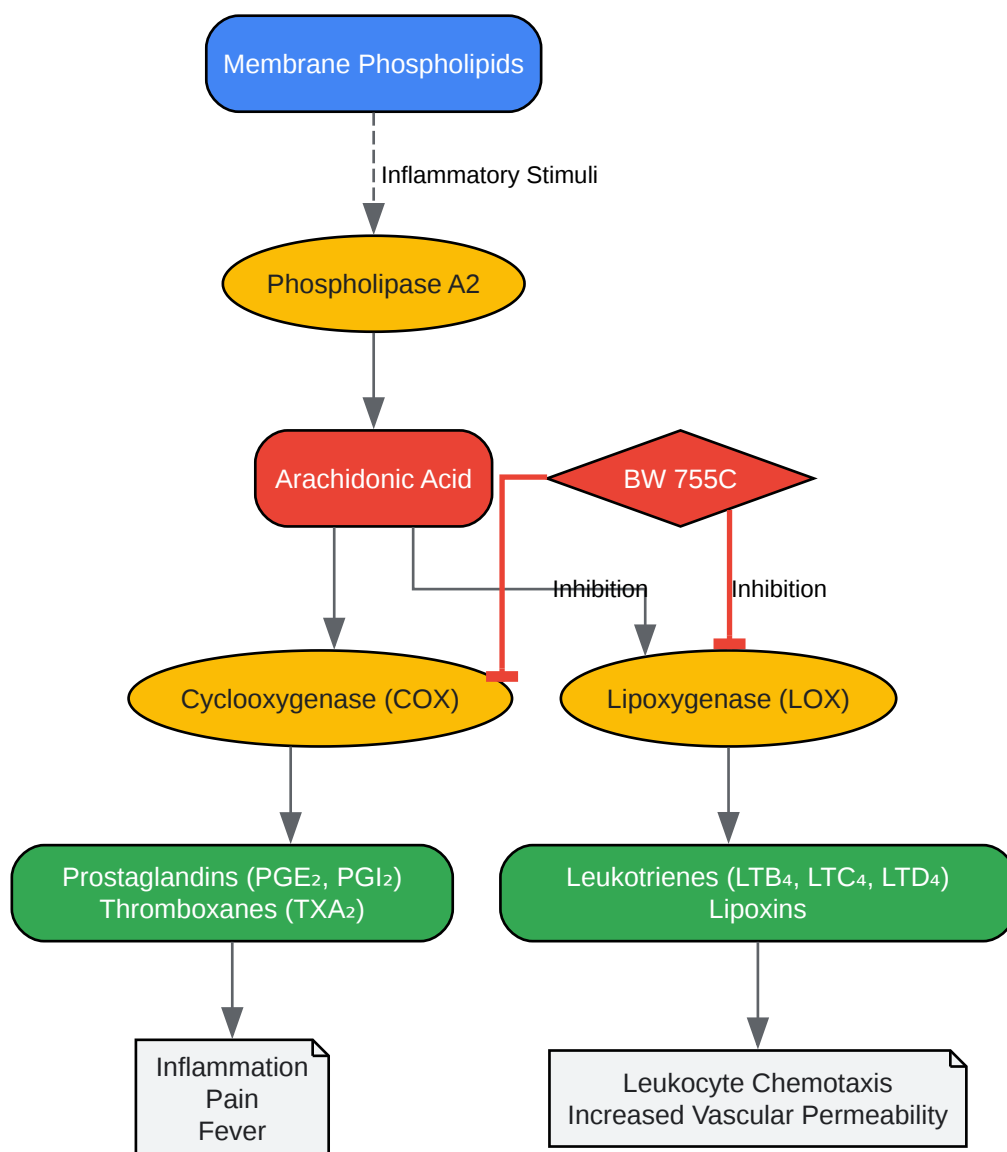 Membrane Phospholipids
Inflammatory Stimuli
Phospholipase A2
Arachidonic Acid
BW 755C
Inhibition
Inhibition
Cyclooxygenase (COX)
Lipoxygenase (LOX)
Prostaglandins (PGE₂, PGI₂)
Thromboxanes (TXA₂)
Leukotrienes (LTB₄, LTC₄, LTD₄)
Lipoxins
Inflammation
Pain
Fever
Leukocyte Chemotaxis
Increased Vascular Permeability